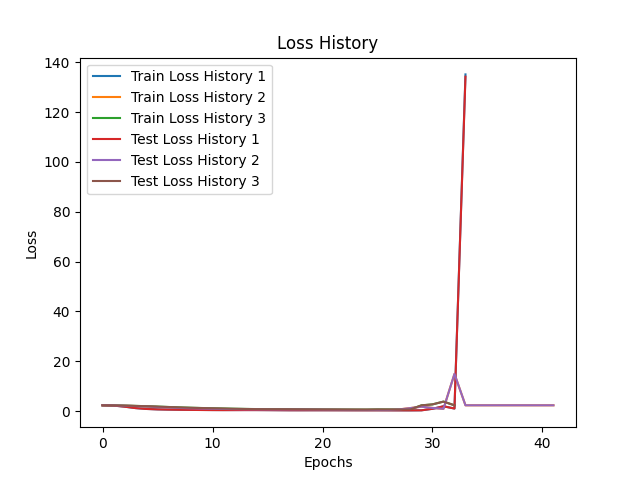 Loss History
140
120
100
80
60
40
20
0
Loss
Train Loss History 1
Train Loss History 2
Train Loss History 3
Test Loss History 1
Test Loss History 2
Test Loss History 3
0 10 20 30 40
Epochs